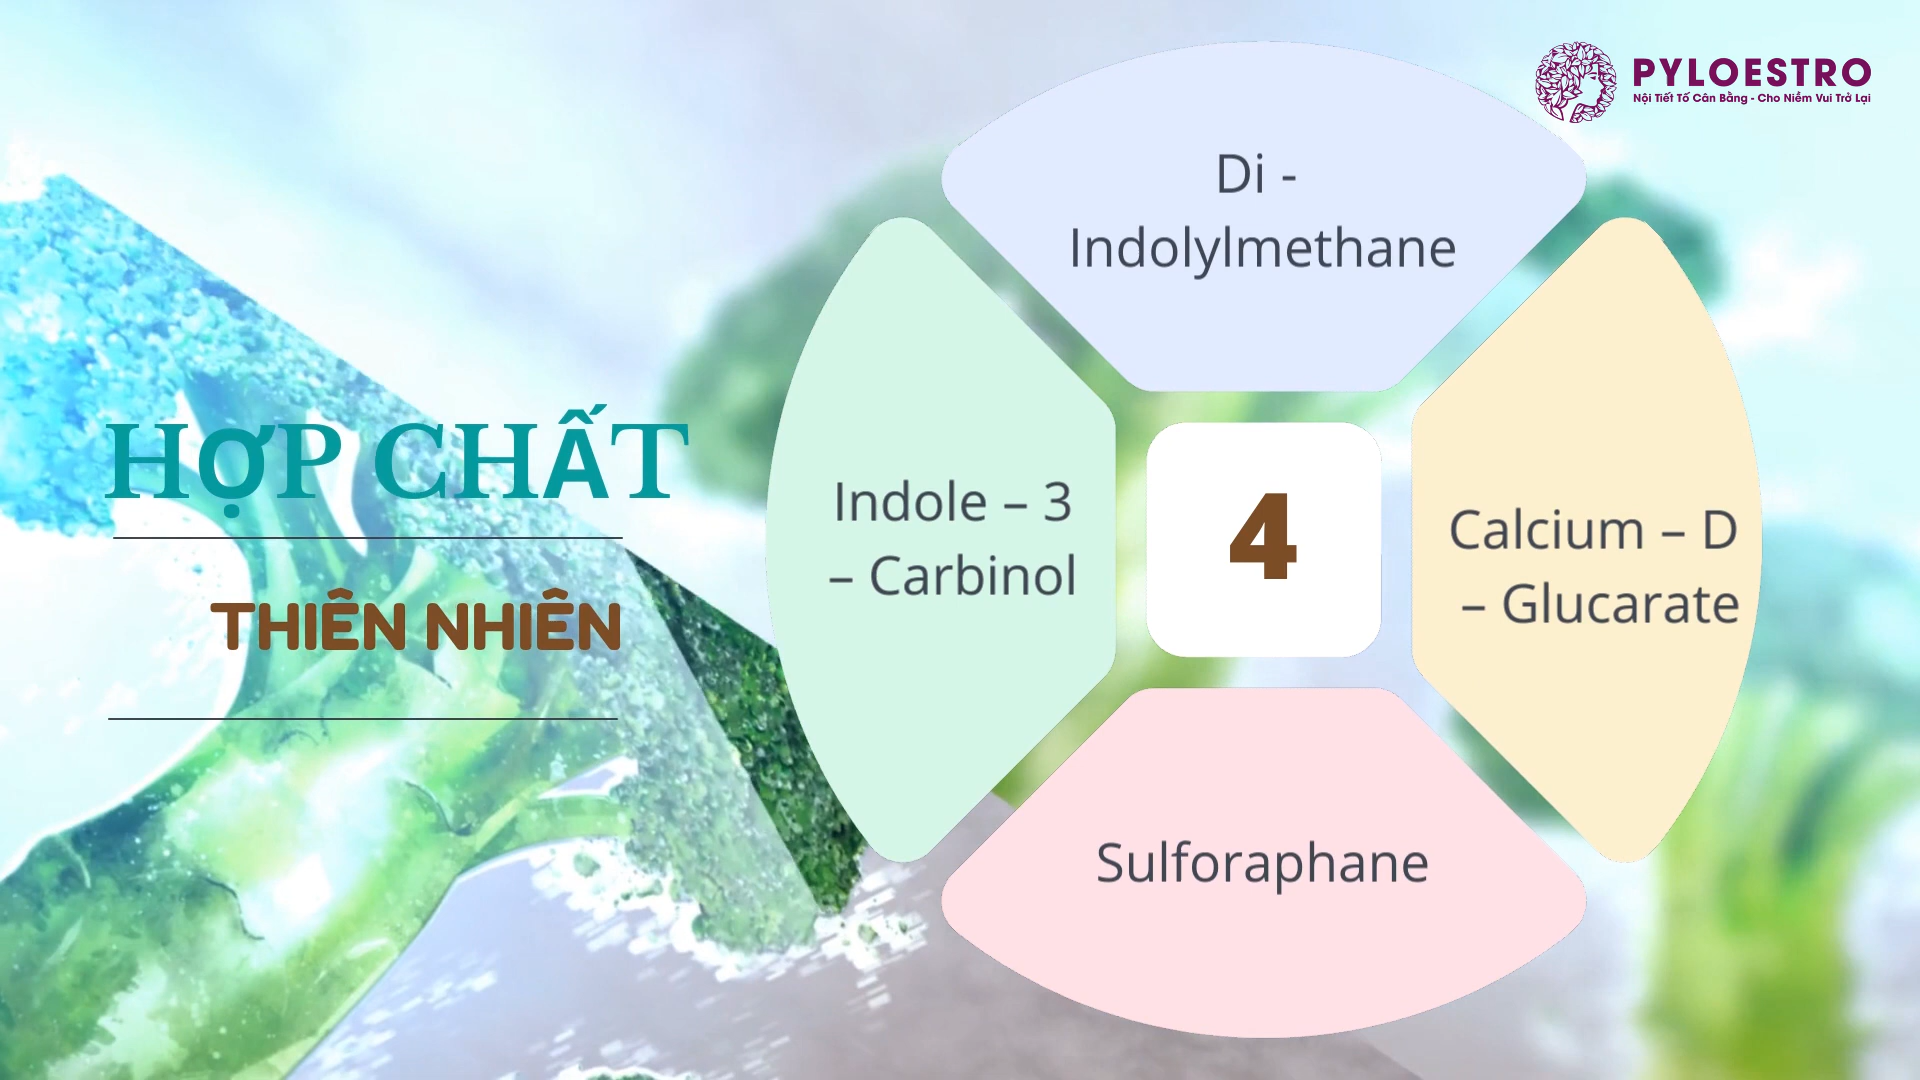 PYLOESTRO
Nội Tiết Tố Cân Bằng - Cho Niềm Vui Trở Lại
HỢP CHẤT
THIÊN NHIÊN
Di -
Indolylmethane
Indole – 3
– Carbinol
4
Calcium – D
– Glucarate
Sulforaphane